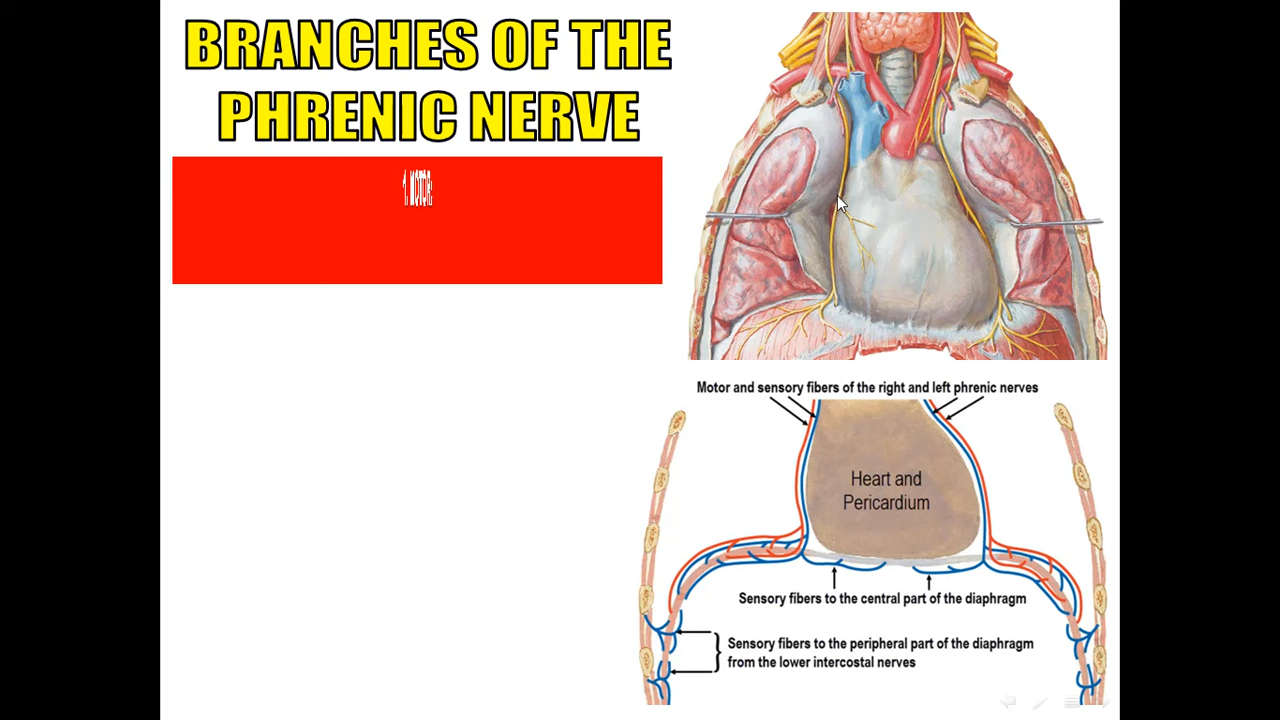 BRANCHES OF THE
PHRENIC NERVE
1. MOTOR:
Motor and sensory fibers of the right and left phrenic nerves
Heart and
Pericardium
Sensory fibers to the central part of the diaphragm
Sensory fibers to the peripheral part of the diaphragm
from the lower intercostal nerves